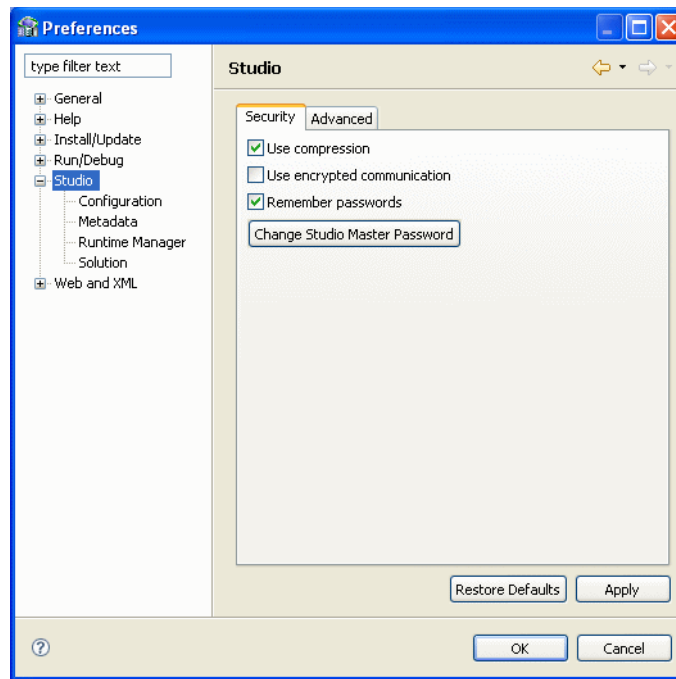 Preferences
type filter text
Studio
General
Help
Install/Update
Run/Debug
Studio
Configuration
Metadata
Runtime Manager
Solution
Web and XML
Security
Advanced
Use compression
Use encrypted communication
Remember passwords
Change Studio Master Password
Restore Defaults
Apply
OK
Cancel